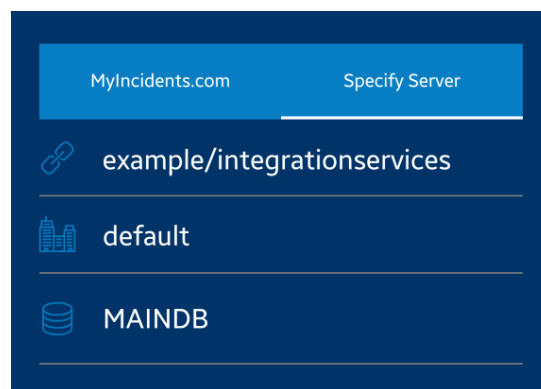 MyIncidents.com Specify Server
example/integrationservices
default
MAINDB